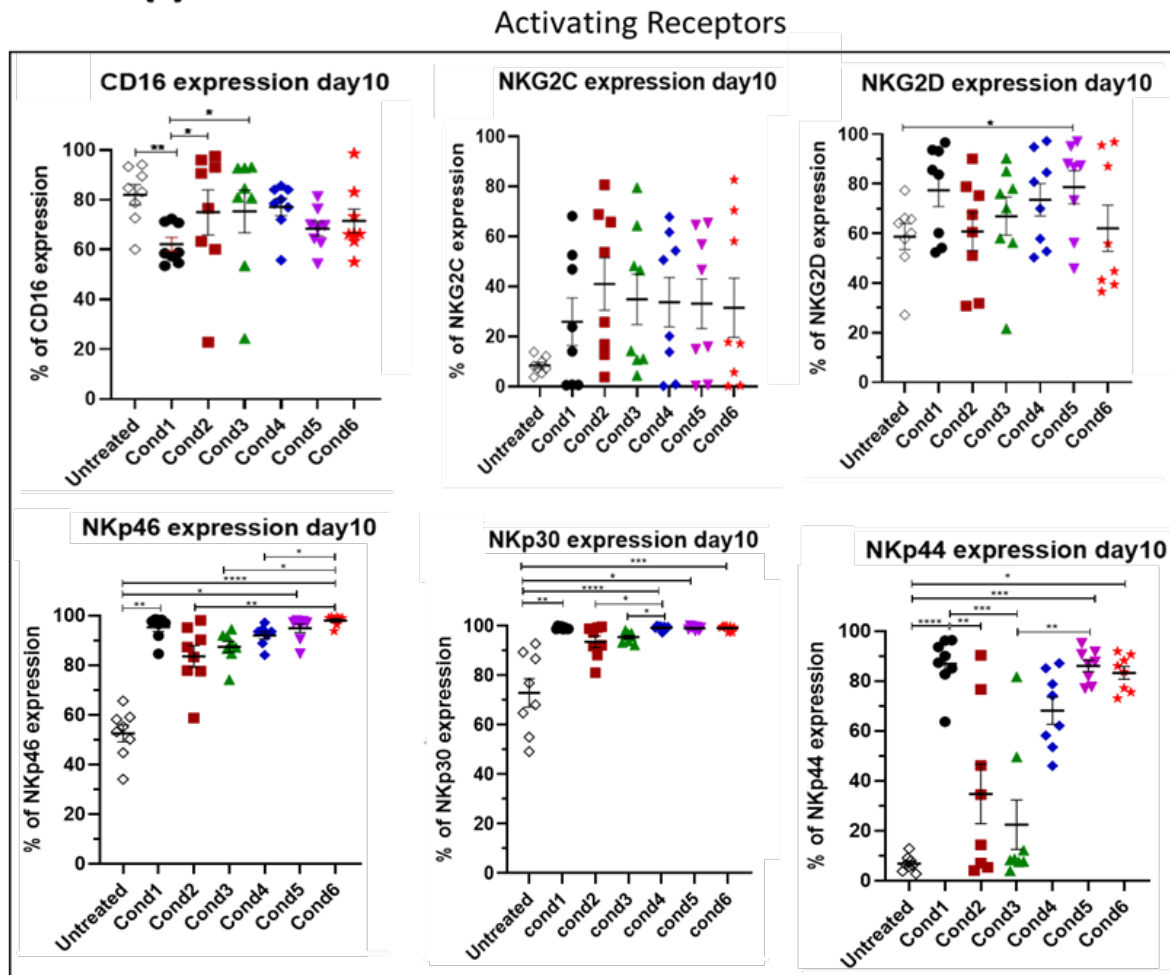 Activating Receptors
CD16 expression day10
% of CD16 expression
100
80
60
40
20
0
**
*
*
Untreated
Cond1
Cond2
Cond3
Cond4
Cond5
Cond6
NKG2C expression day10
% of NKG2C expression
100
80
60
40
20
0
Untreated
Cond1
Cond2
Cond3
Cond4
Cond5
Cond6
NKG2D expression day10
% of NKG2D expression
100
80
60
40
20
0
*
Untreated
Cond1
Cond2
Cond3
Cond4
Cond5
Cond6
NKp46 expression day10
% of NKp46 expression
100
80
60
40
20
0
*
*
****
*
**
**
Untreated
Cond1
Cond2
Cond3
Cond4
Cond5
Cond6
NKp30 expression day10
% of NKp30 expression
100
80
60
40
20
0
***
*
****
**
*
*
Untreated
Cond1
cond2
cond3
cond4
cond5
cond6
NKp44 expression day10
% of NKp44 expression
100
80
60
40
20
0
*
***
***
****
**
**
Untreated
Cond1
Cond2
Cond3
Cond4
Cond5
Cond6